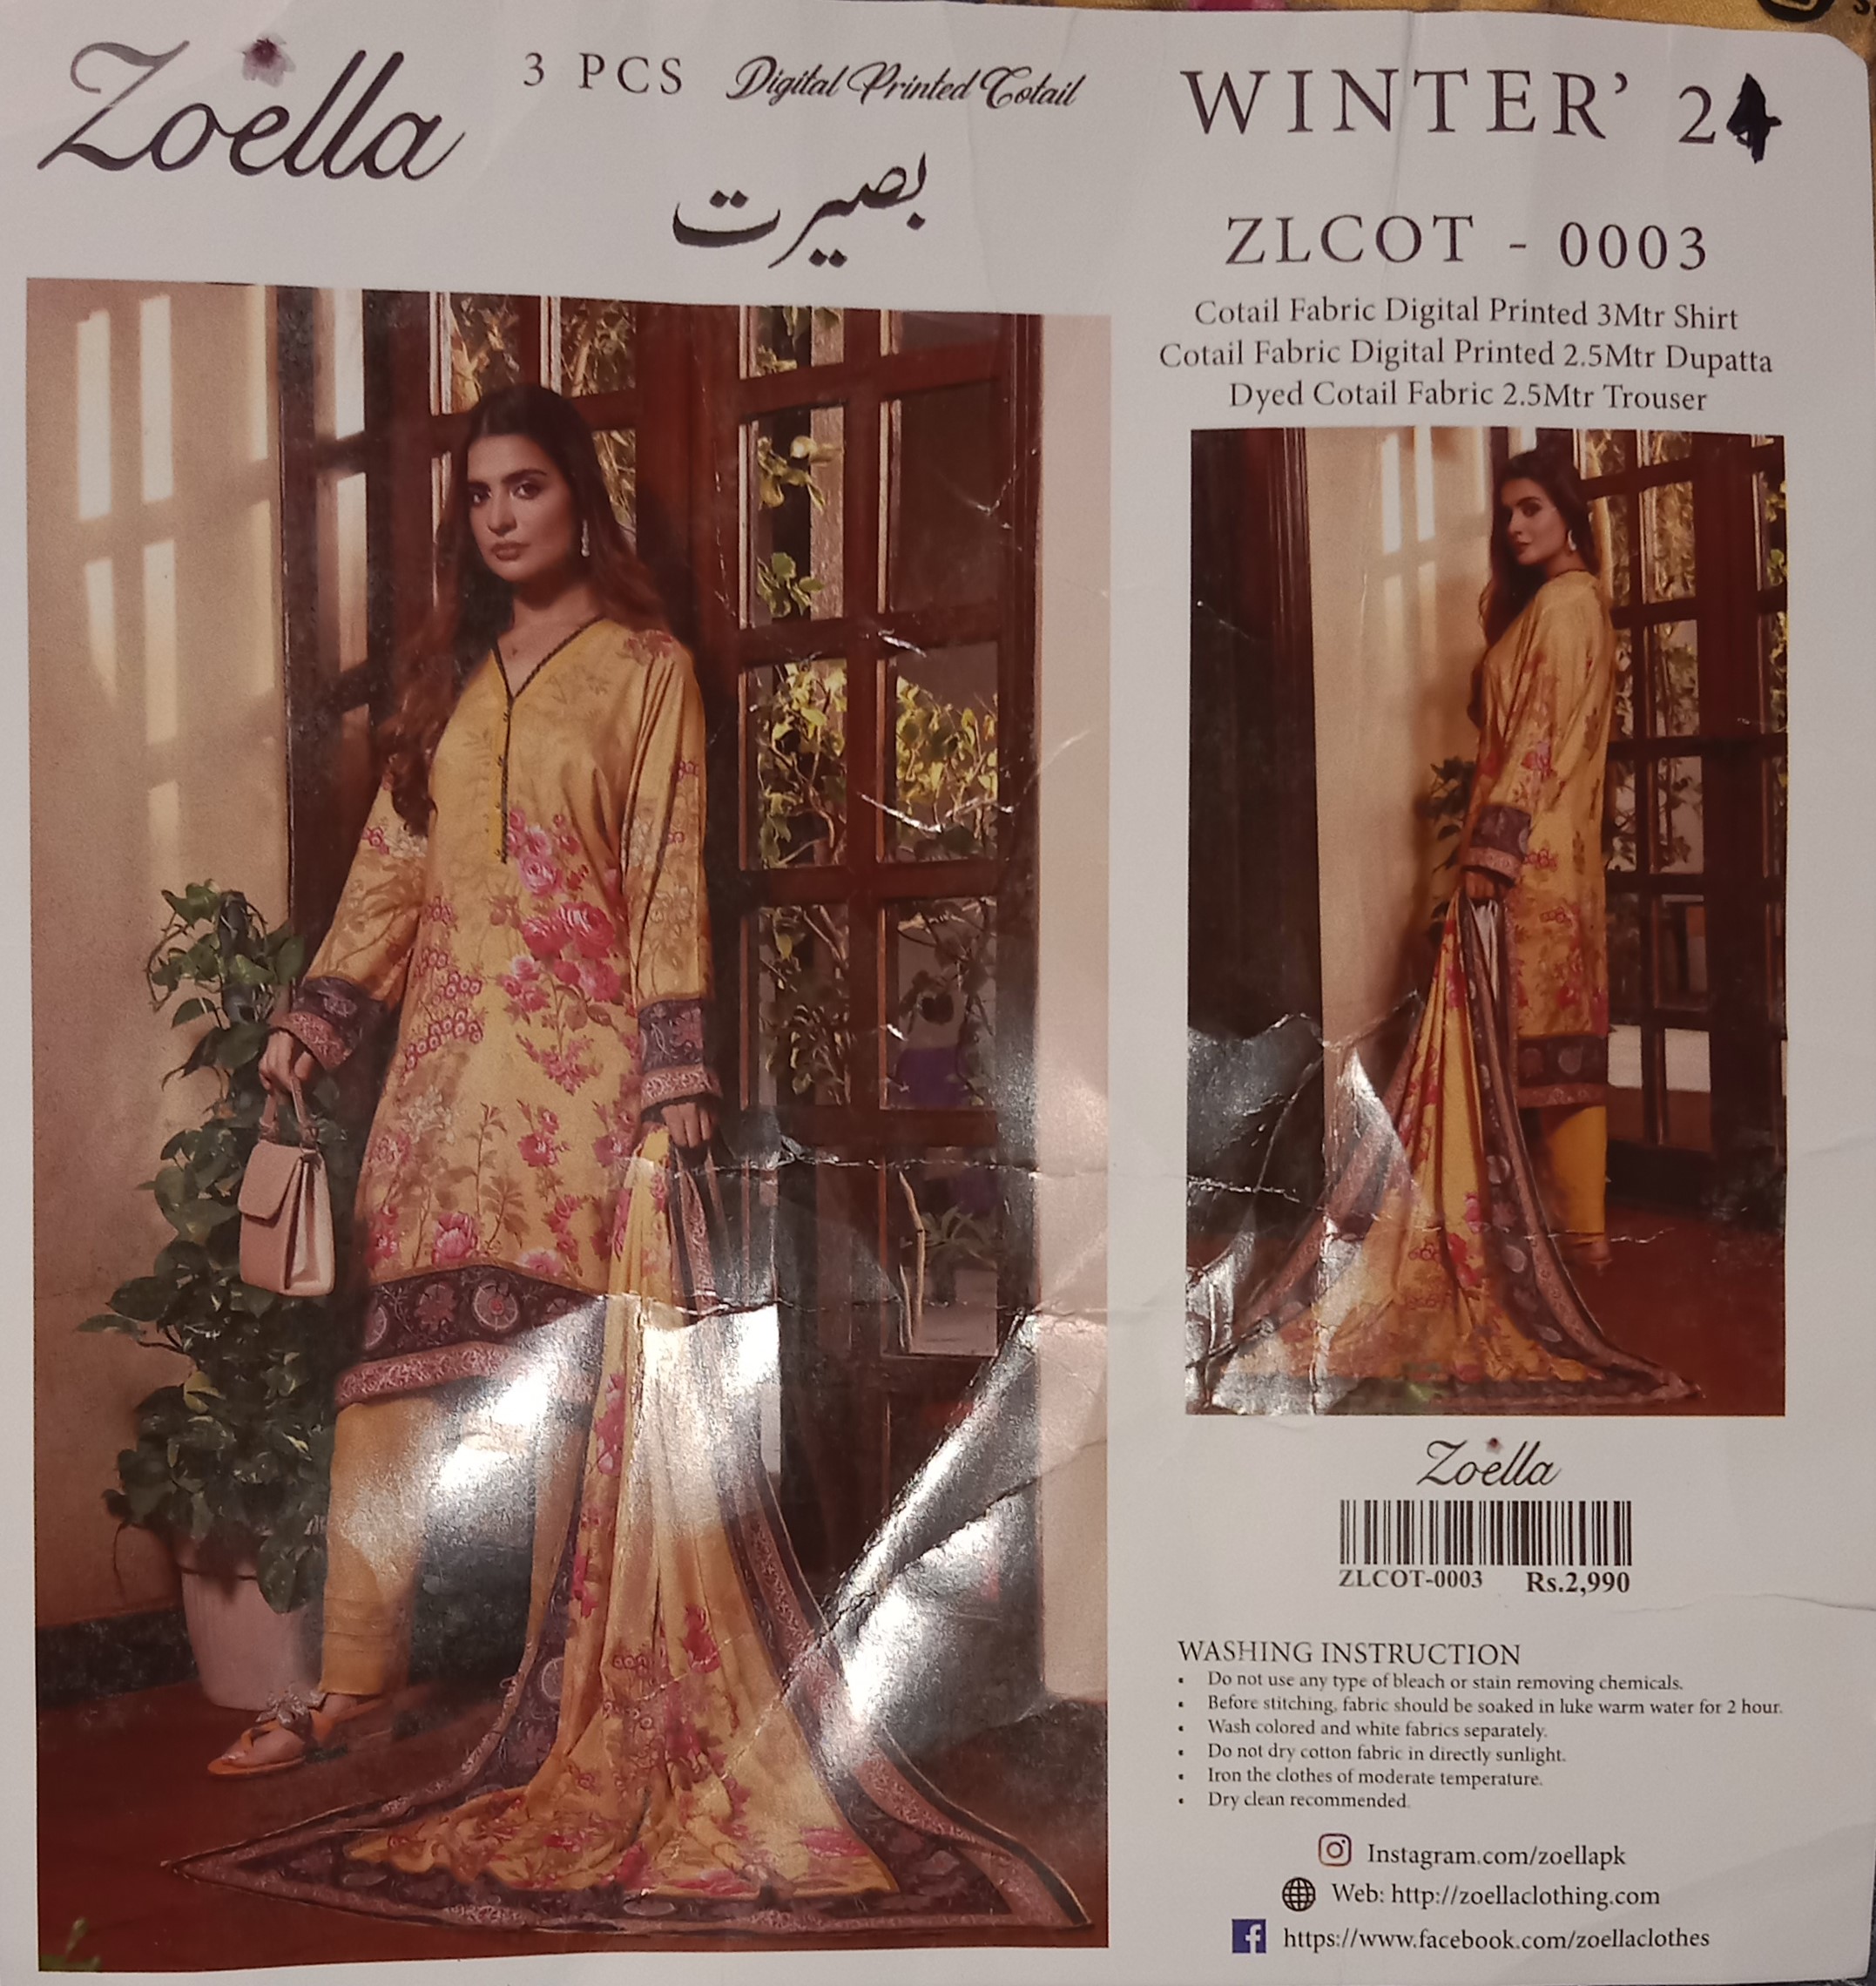 Zoella
3 PCS Digital Printed Cotail
بصیرت
WINTER' 24
ZLCOT - 0003
Cotail Fabric Digital Printed 3Mtr Shirt
Cotail Fabric Digital Printed 2.5Mtr Dupatta
Dyed Cotail Fabric 2.5Mtr Trouser
Zoella
ZLCOT-0003 Rs.2,990
WASHING INSTRUCTION
• Do not use any type of bleach or stain removing chemicals.
• Before stitching, fabric should be soaked in luke warm water for 2 hour.
• Wash colored and white fabrics separately.
• Do not dry cotton fabric in directly sunlight.
• Iron the clothes of moderate temperature.
• Dry clean recommended.
Instagram.com/zoellapk
Web: http://zoellaclothing.com
https://www.facebook.com/zoellaclothes